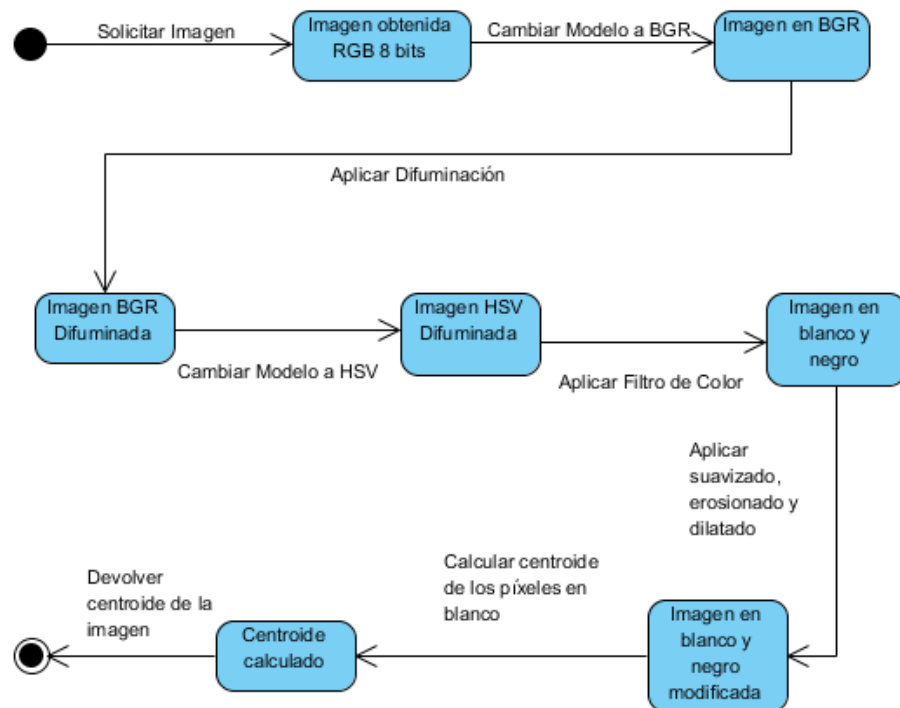 Solicitar Imagen
Imagen obtenida
RGB 8 bits
Cambiar Modelo a BGR
Imagen en BGR
Aplicar Difuminación
Imagen BGR
Difuminada
Cambiar Modelo a HSV
Imagen HSV
Difuminada
Aplicar Filtro de Color
Imagen en
blanco y
negro
Aplicar
suavizado,
erosionado y
dilatado
Imagen en
blanco y
negro
modificada
Calcular centroide
de los píxeles en
blanco
Centroide
calculado
Devolver
centroide de la
imagen